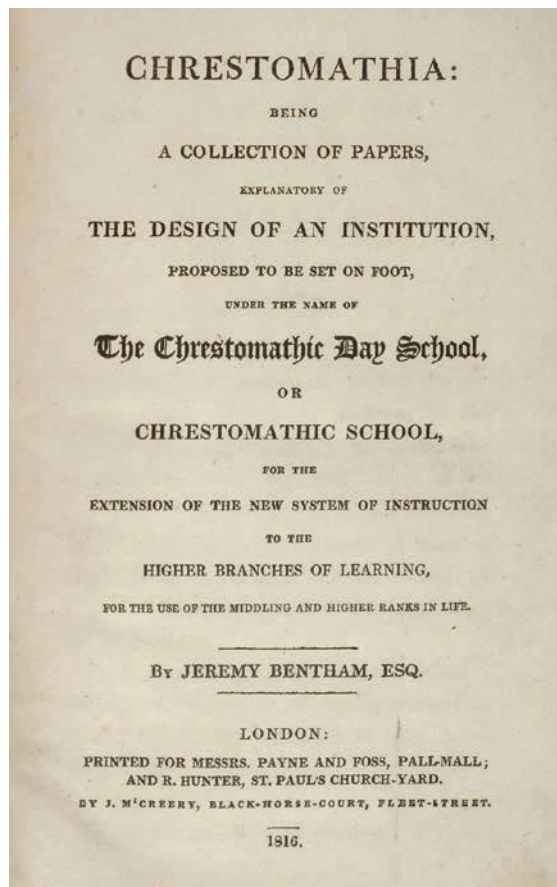 CHRESTOMATHIA:
BEING
A COLLECTION OF PAPERS,
EXPLANATORY OF
THE DESIGN OF AN INSTITUTION,
PROPOSED TO BE SET ON FOOT,
UNDER THE NAME OF
The Chrestomathic Day School,
OR
CHRESTOMATHIC SCHOOL,
FOR THE
EXTENSION OF THE NEW SYSTEM OF INSTRUCTION
TO THE
HIGHER BRANCHES OF LEARNING,
FOR THE USE OF THE MIDDLING AND HIGHER RANKS IN LIFE.
BY JEREMY BENTHAM, ESQ.
LONDON:
PRINTED FOR MESSRS. PAYNE AND FOSS, PALL-MALL;
AND R. HUNTER, ST. PAUL'S CHURCH-YARD.
BY J. M‘CREERY, BLACK-HORSE-COURT, FLEET-STREET.
1816.